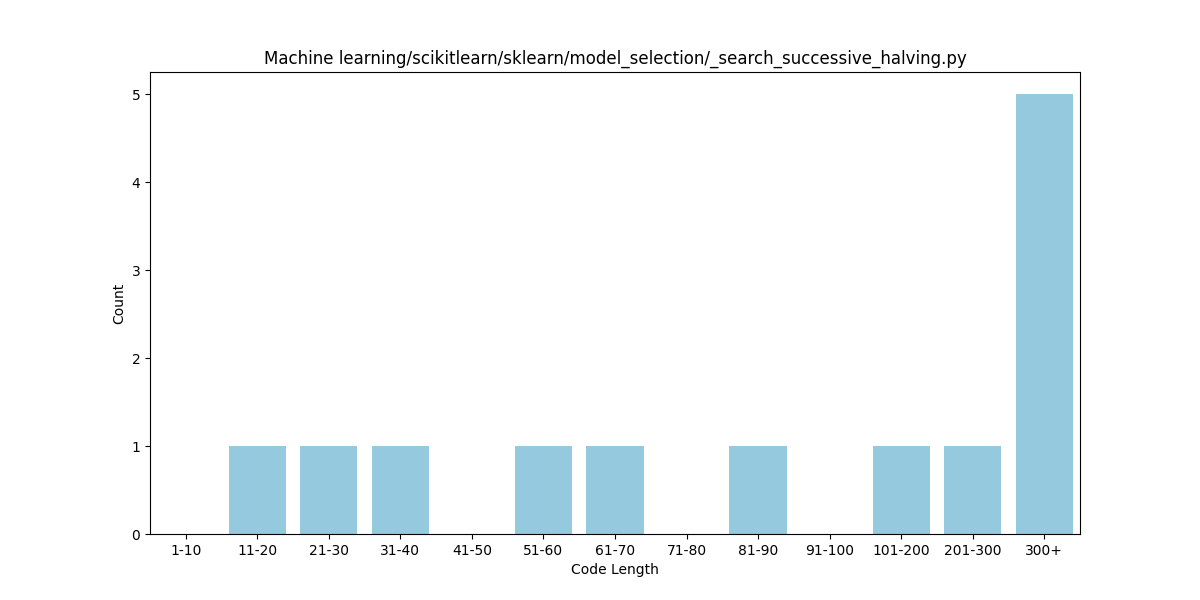 Machine learning/scikitlearn/sklearn/model_selection/_search_successive_halving.py
5
4
3
2
1
0
Count
1-10 11-20 21-30 31-40 41-50 51-60 61-70 71-80 81-90 91-100 101-200 201-300 300+
Code Length